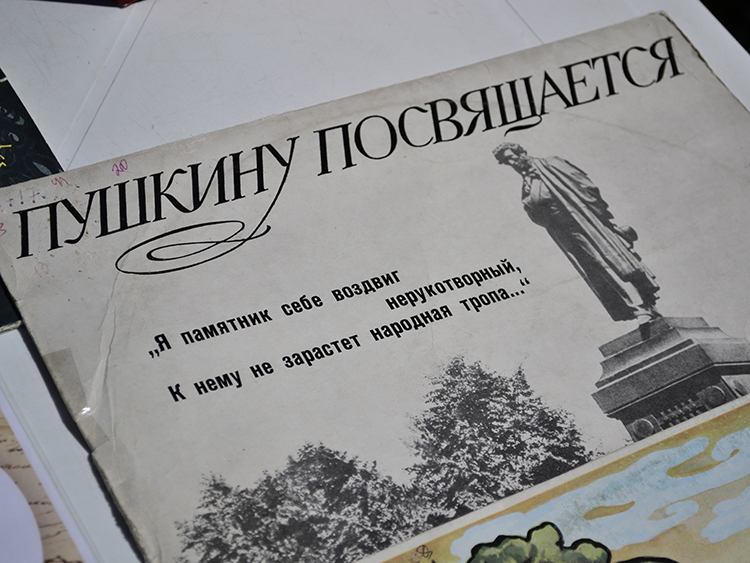 ПУШКИНУ ПОСВЯЩАЕТСЯ
„Я памятник себе воздвиг
нерукотворный,
К нему не зарастет народная тропа...“